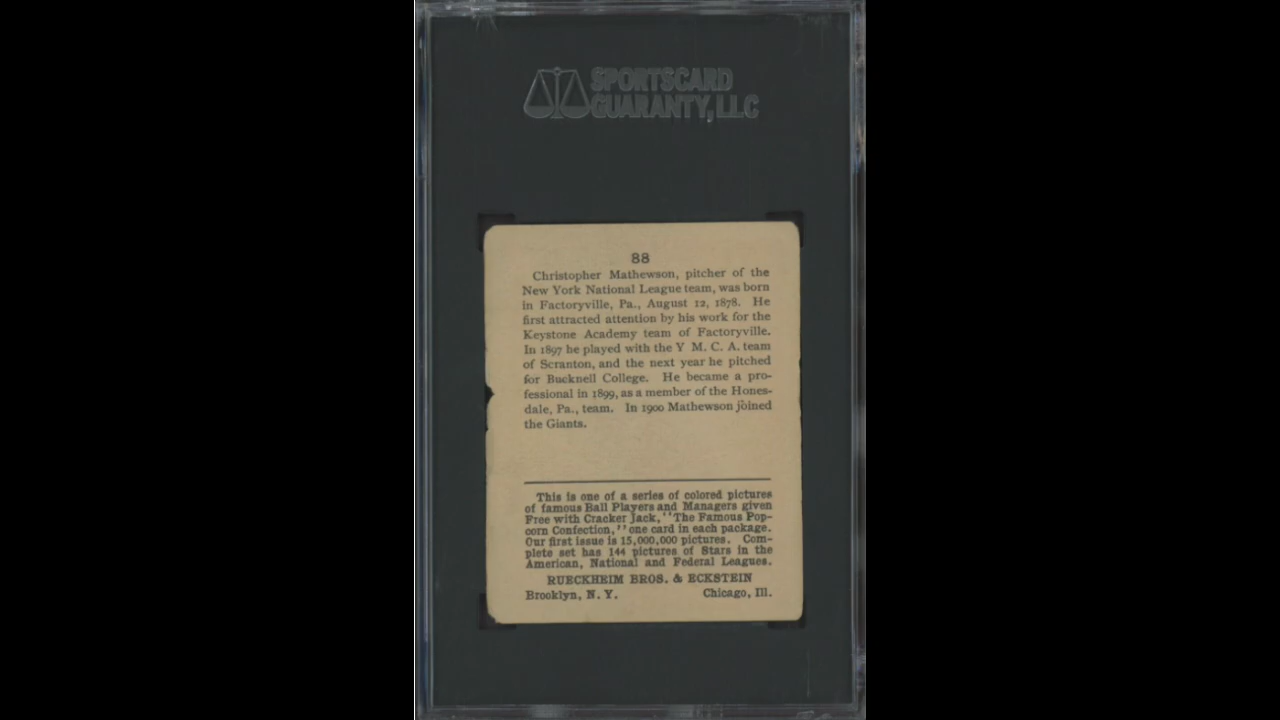 SPORTSCARD
GUARANTY, LLC
88
Christopher Mathewson, pitcher of the
New York National League team, was born
in Factoryville, Pa., August 12, 1878. He
first attracted attention by his work for the
Keystone Academy team of Factoryville.
In 1897 he played with the Y M. C. A. team
of Scranton, and the next year he pitched
for Bucknell College. He became a pro-
fessional in 1899, as a member of the Hones-
dale, Pa., team. In 1900 Mathewson joined
the Giants.
This is one of a series of colored pictures
of famous Ball Players and Managers given
Free with Cracker Jack, "The Famous Pop-
corn Confection," one card in each package.
Our first issue is 15,000,000 pictures. Com-
plete set has 144 pictures of Stars in the
American, National and Federal Leagues.
RUECKHEIM BROS. & ECKSTEIN
Brooklyn, N. Y. Chicago, Ill.